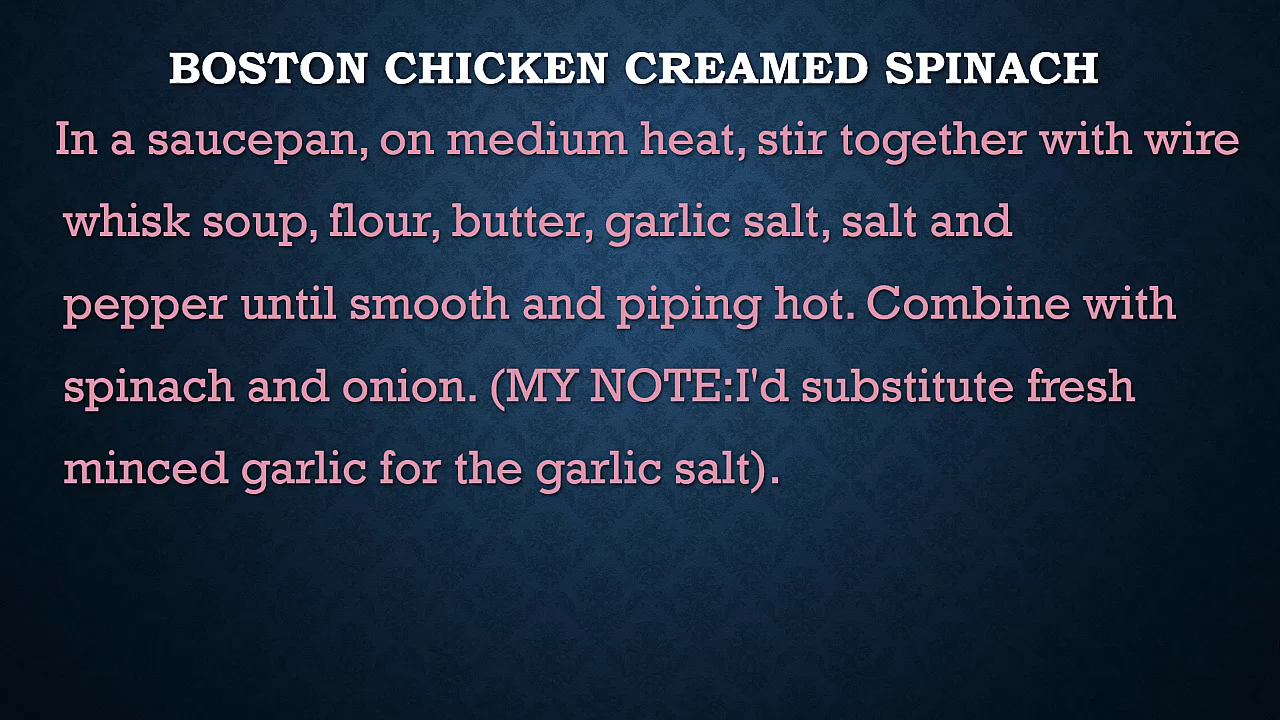 BOSTON CHICKEN CREAMED SPINACH
In a saucepan, on medium heat, stir together with wire
whisk soup, flour, butter, garlic salt, salt and
pepper until smooth and piping hot. Combine with
spinach and onion. (MY NOTE:I'd substitute fresh
minced garlic for the garlic salt).